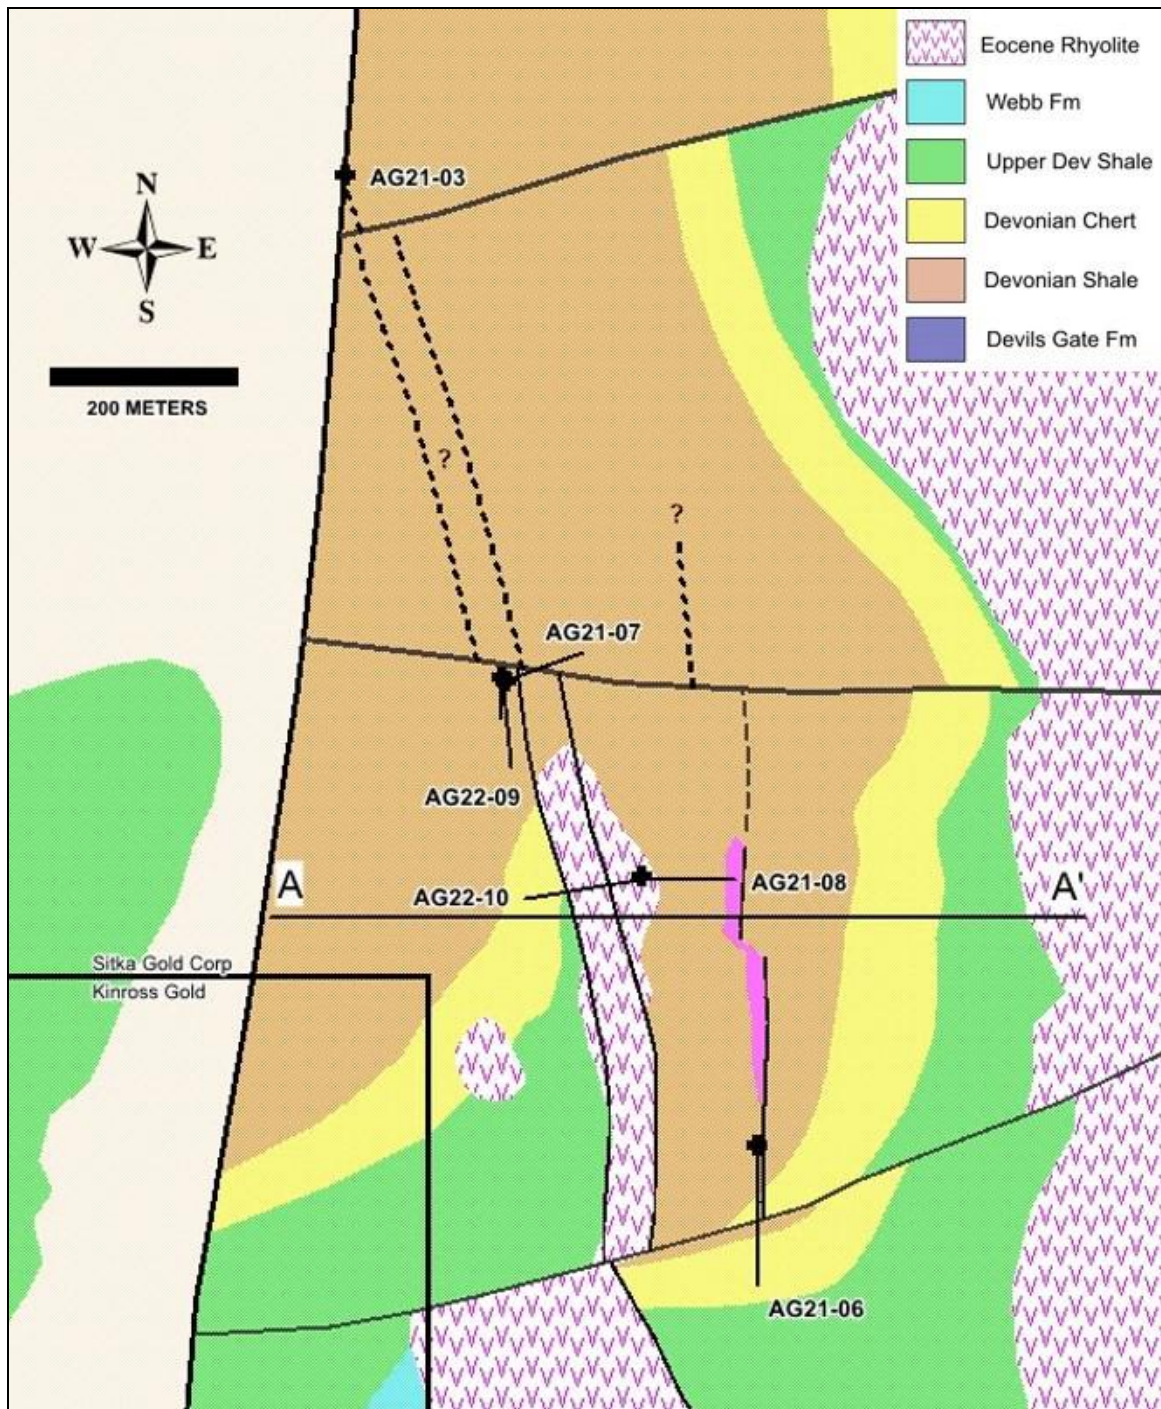 Eocene Rhyolite
Webb Fm
Upper Dev Shale
Devonian Chert
Devonian Shale
Devils Gate Fm
AG21-03
N
W E
S
200 METERS
?
?
AG21-07
AG22-09
A
AG22-10
AG21-08
A'
Sitka Gold Corp
Kinross Gold
AG21-06